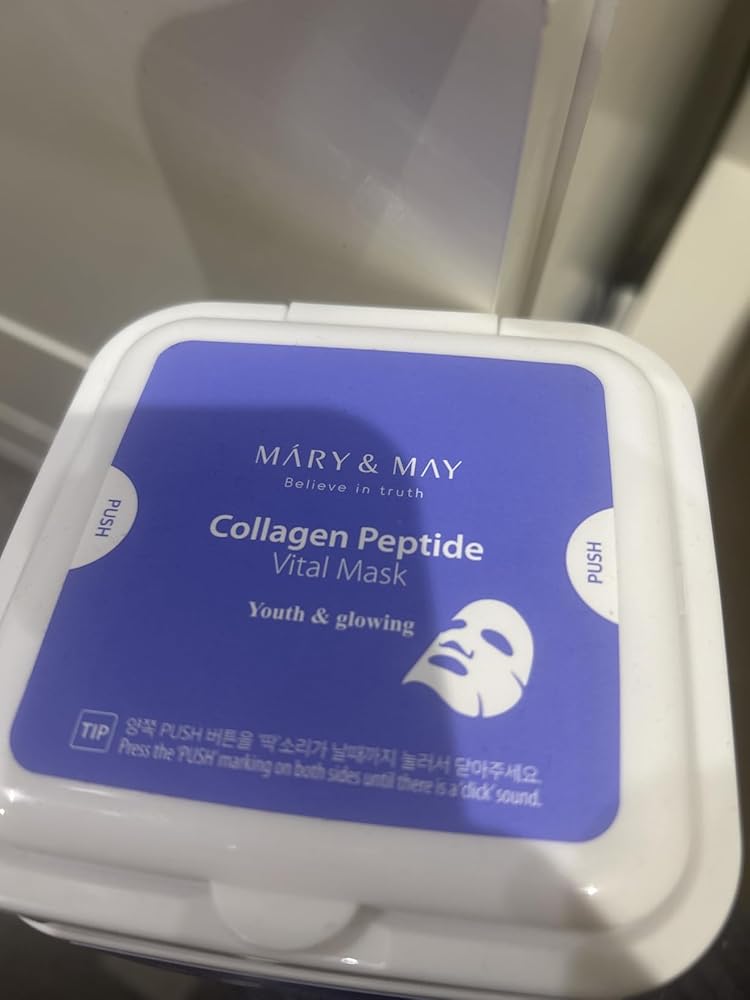 MÁRY & MAY
Believe in truth
Collagen Peptide
Vital Mask
Youth & glowing
PUSH
PUSH
TIP
양쪽 PUSH 버튼을 '딱'소리가 날때까지 눌러서 닫아주세요.
Press the 'PUSH' marking on both sides until there is a 'click' sound.